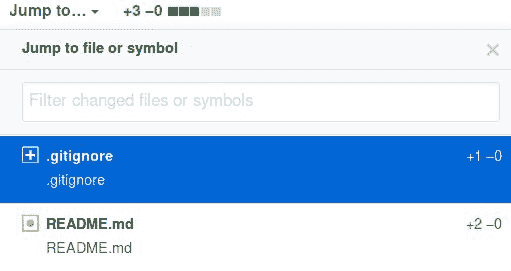 Jump to... +3 −0
Jump to file or symbol
Filter changed files or symbols
.gitignore +1 −0
.gitignore
README.md +2 −0
README.md